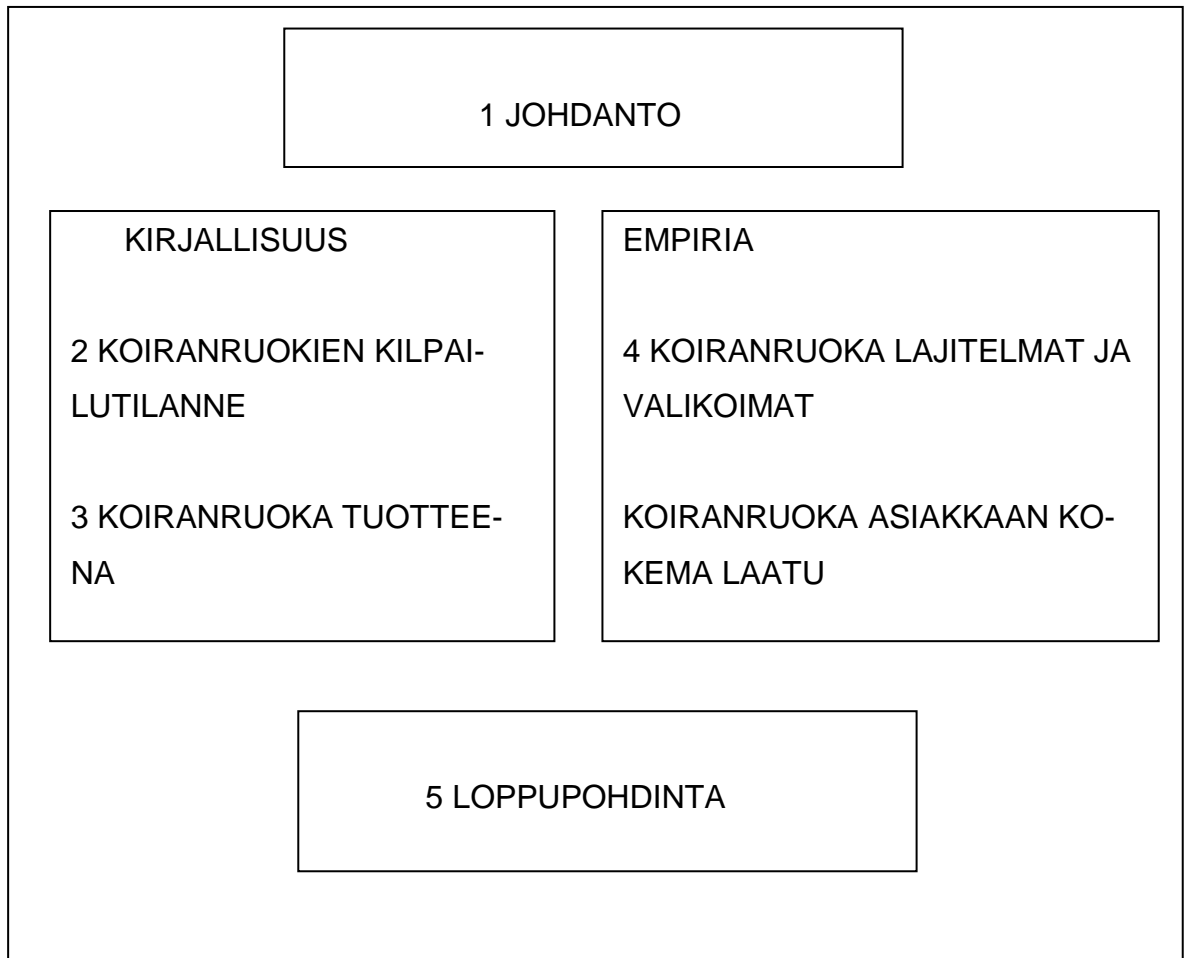 1 JOHDANTO
KIRJALLISUUS
2 KOIRANRUOKIEN KILPAI-
LUTILANNE
3 KOIRANRUOKA TUOTTEE-
NA
EMPIRIA
4 KOIRANRUOKA LAJITELMAT JA
VALIKOIMAT
KOIRANRUOKA ASIAKKAAN KO-
KEMA LAATU
5 LOPPUPOHDINTA